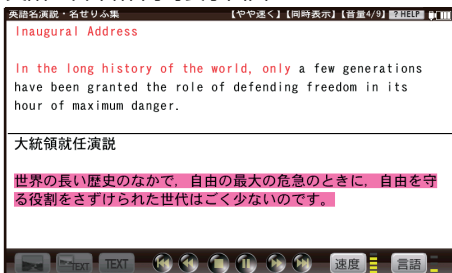 英語名演説・名せりふ集 【やや速く】【同時表示】【音量4/9】 ?HELP
Inaugural Address
In the long history of the world, only a few generations
have been granted the role of defending freedom in its
hour of maximum danger.
大統領就任演説
世界の長い歴史のなかで，自由の最大の危急のときに，自由を守
る役割をさずけられた世代はごく少ないのです。
TEXT TEXT 速度 言語